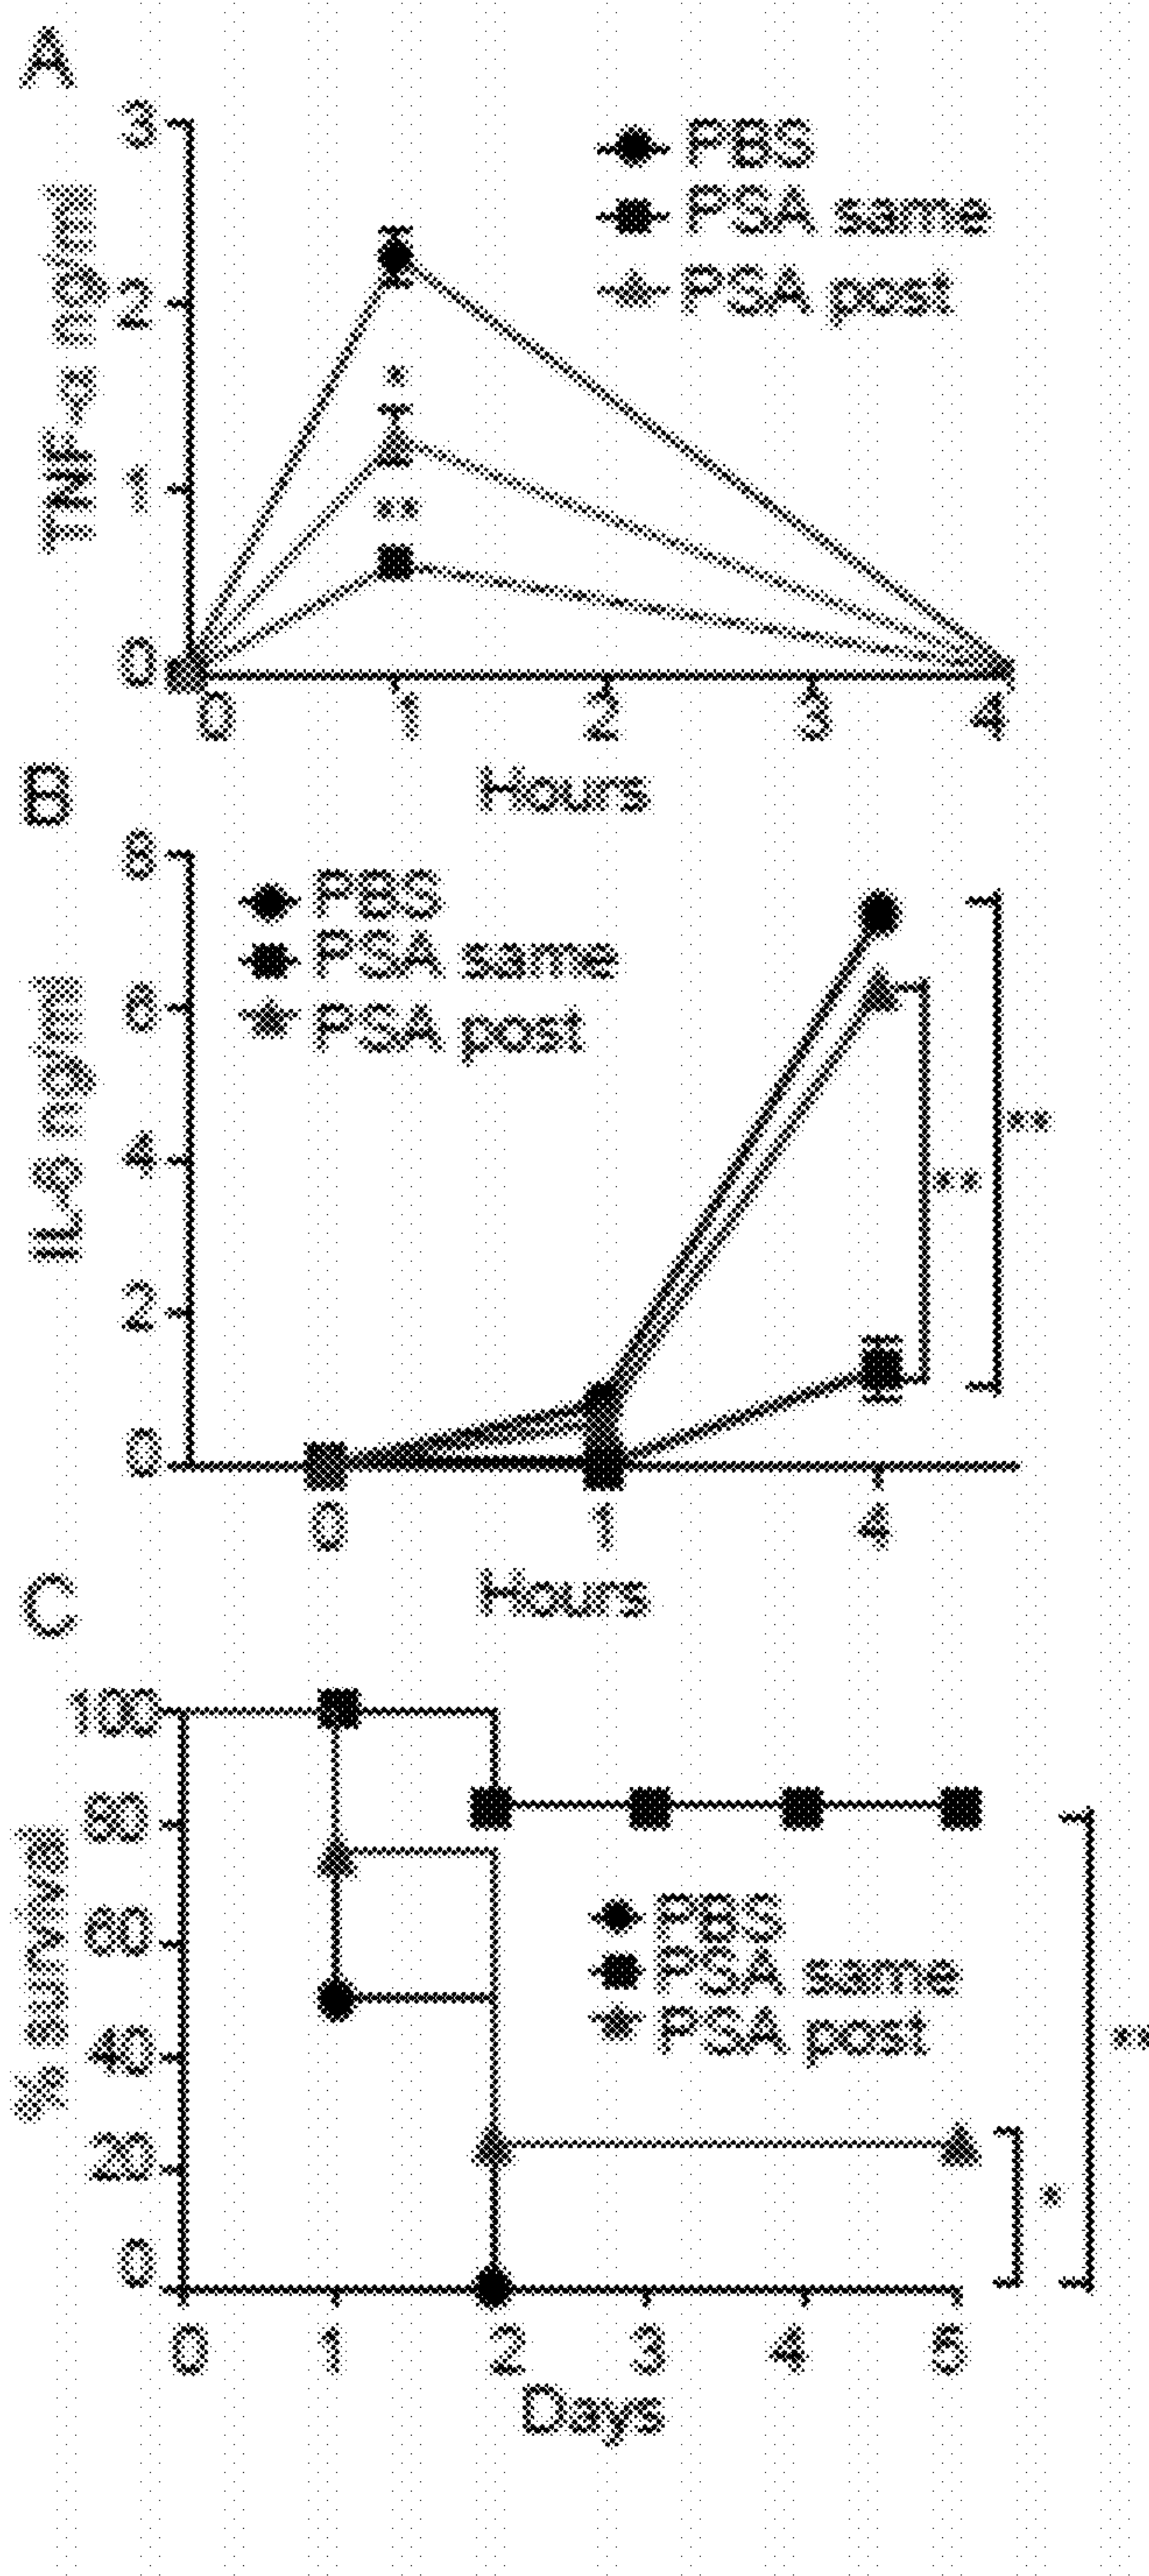 A
3
2
1
0
TNF-α ng/ml
PBS
PSA same
PSA post
*
**
0 1 2 3 4
Hours
B
8
6
4
2
0
IL-6 ng/ml
PBS
PSA same
PSA post
**
**
0 1 4
Hours
C
100
80
60
40
20
0
% survival
PBS
PSA same
PSA post
**
*
0 1 2 3 4 5
Days